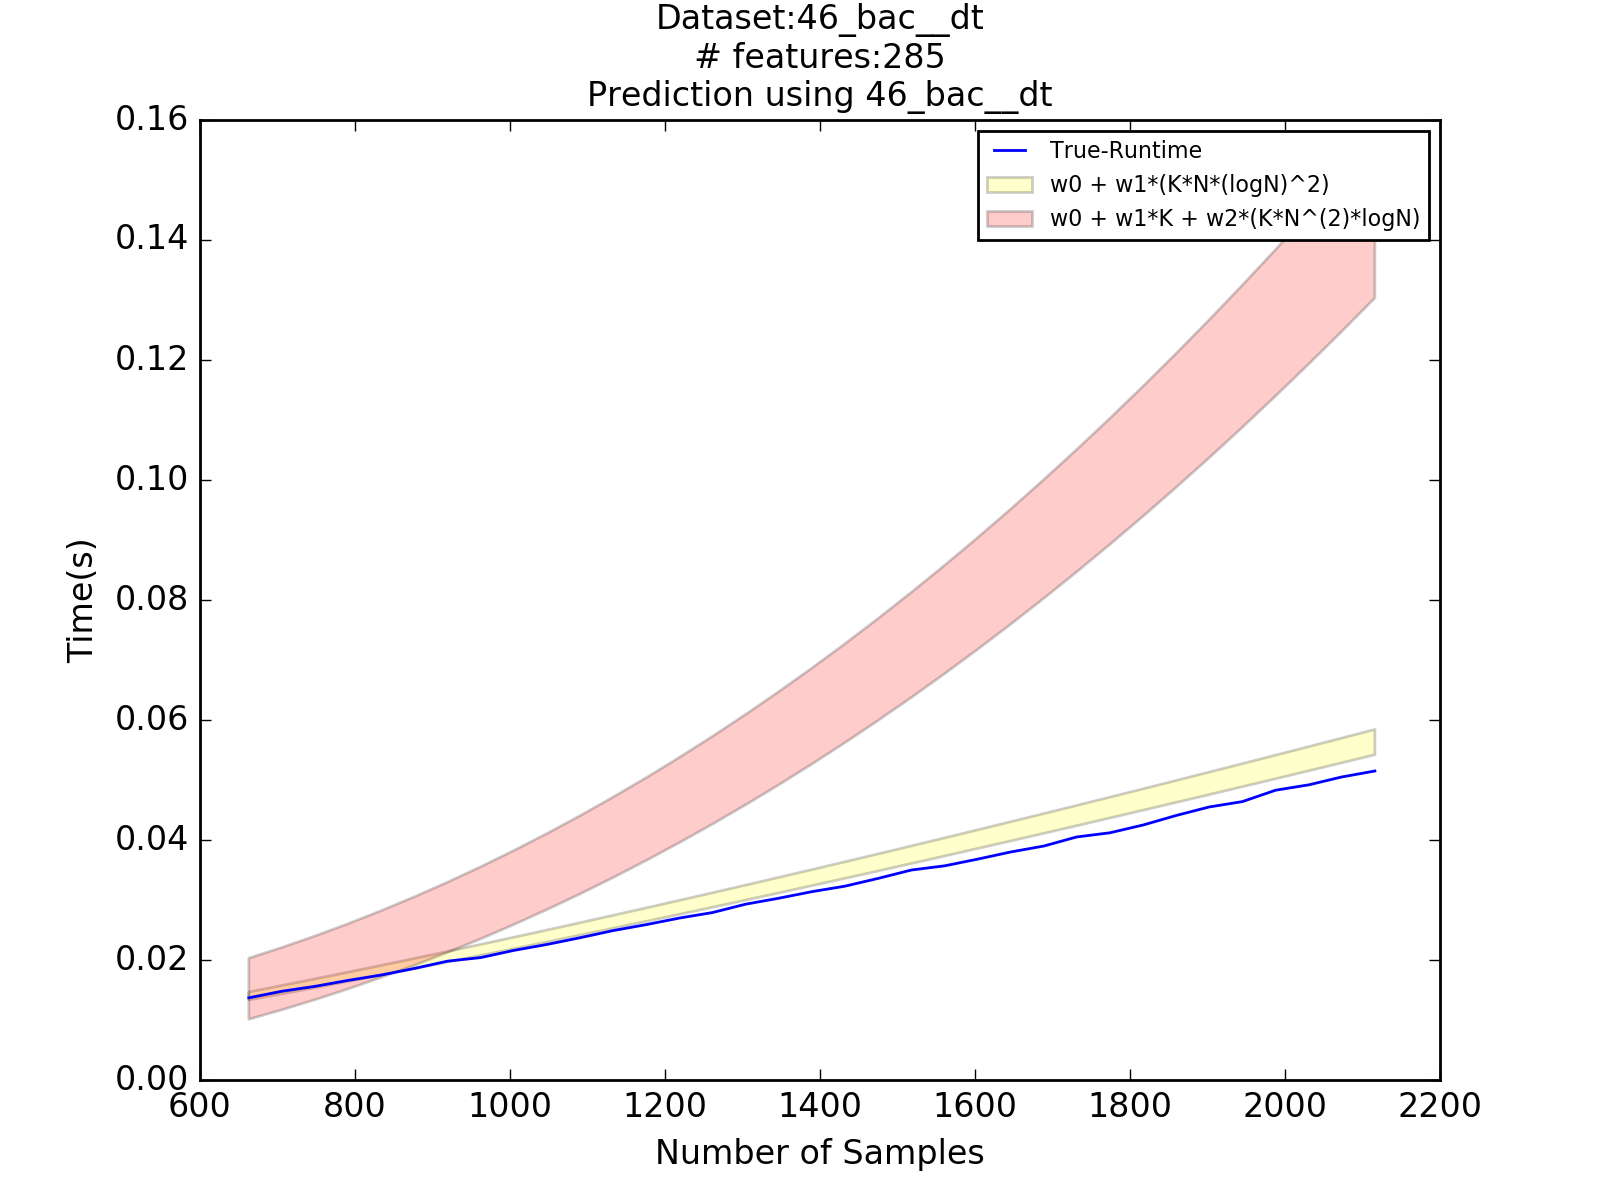 Dataset:46_bac__dt
# features:285
Prediction using 46_bac__dt
True-Runtime
w0 + w1*(K*N*(logN)^2)
w0 + w1*K + w2*(K*N^(2)*logN)
0.16
0.14
0.12
0.10
0.08
0.06
0.04
0.02
0.00
Time(s)
600 800 1000 1200 1400 1600 1800 2000 2200
Number of Samples